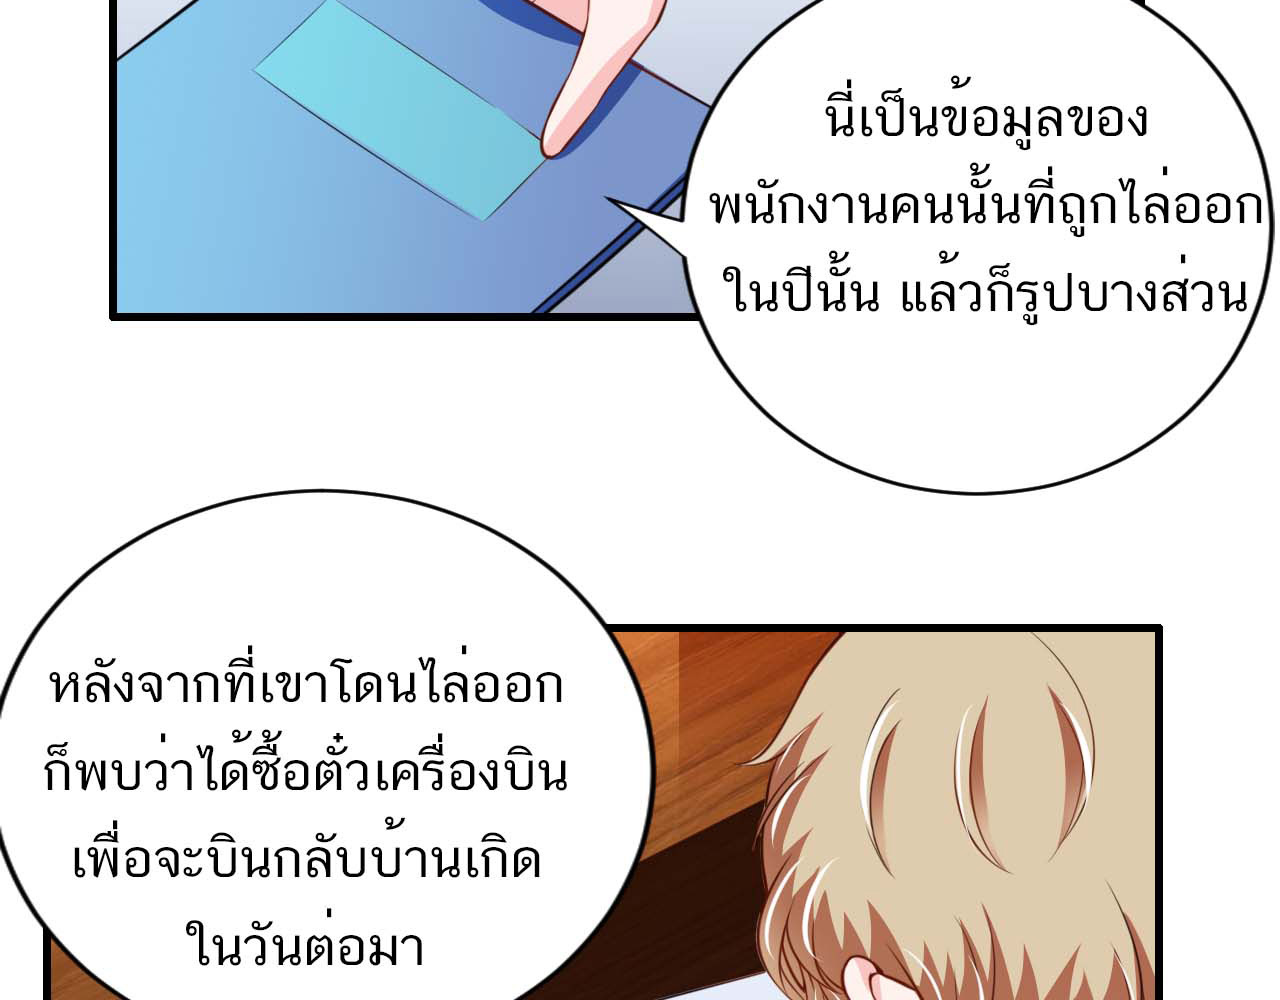 นี่เป็นข้อมูลของ
พนักงานคนนั้นที่ถูกไล่ออก
ในปีนั้น แล้วก็รูปบางส่วน
หลังจากที่เขาโดนไล่ออก
ก็พบว่าได้ซื้อตั๋วเครื่องบิน
เพื่อจะบินกลับบ้านเกิด
ในวันต่อมา